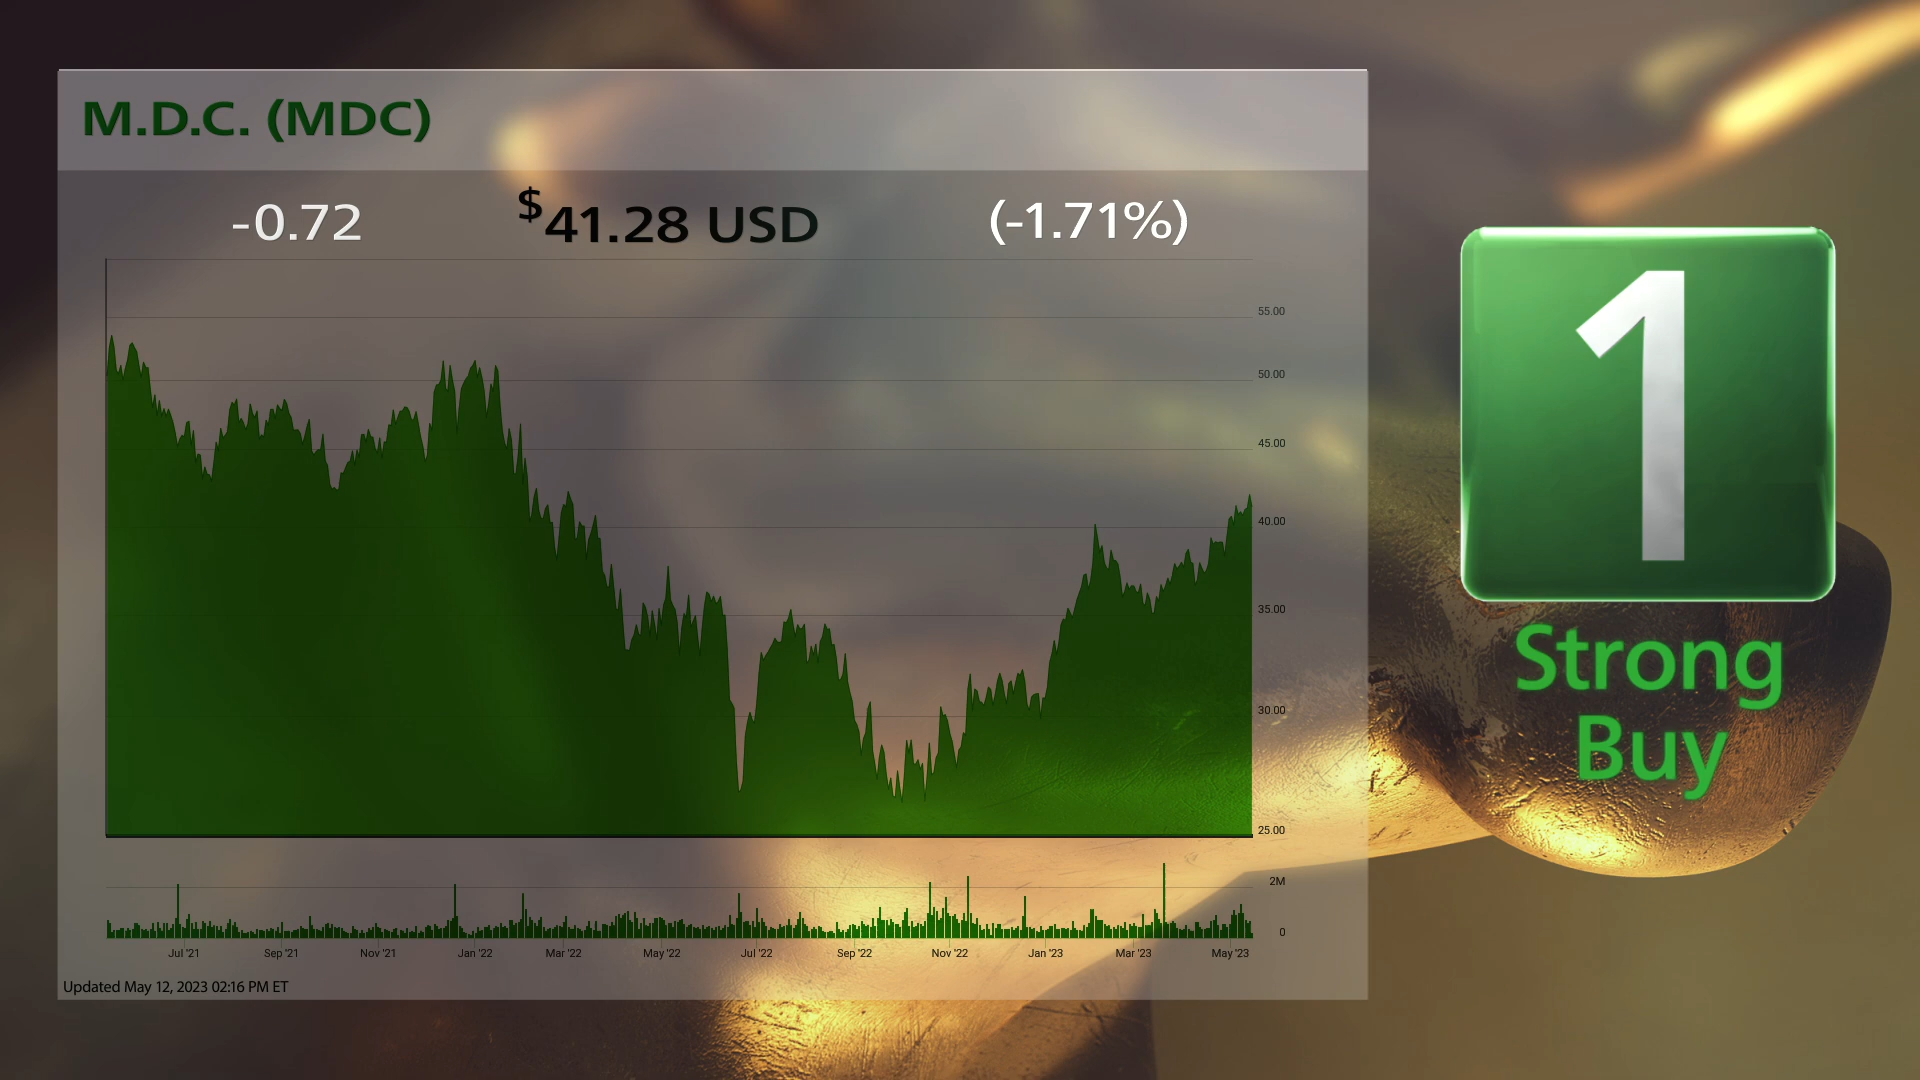 M.D.C. (MDC)
-0.72 $41.28 USD (-1.71%)
55.00
50.00
45.00
40.00
35.00
30.00
25.00
2M
0
Jul '21 Sep '21 Nov '21 Jan '22 Mar '22 May '22 Jul '22 Sep '22 Nov '22 Jan '23 Mar '23 May '23
Updated May 12, 2023 02:16 PM ET
1
Strong
Buy